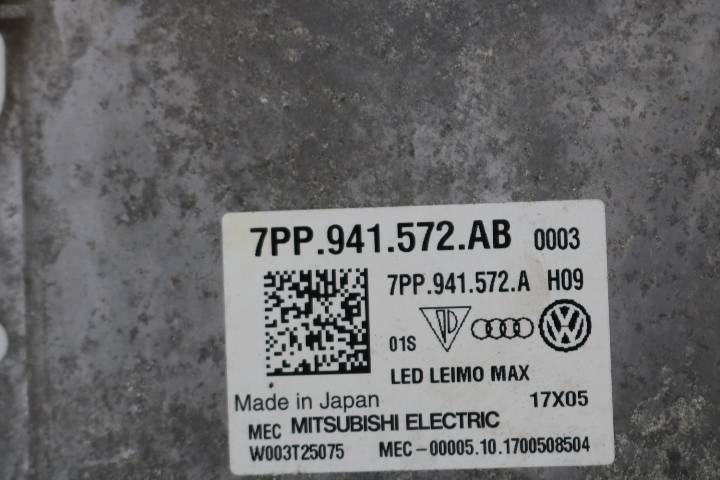 7PP.941.572.AB 0003
7PP.941.572.A H09
01S
LED LEIMO MAX
Made in Japan 17X05
MEC MITSUBISHI ELECTRIC
W003T25075 MEC-00005.10.1700508504